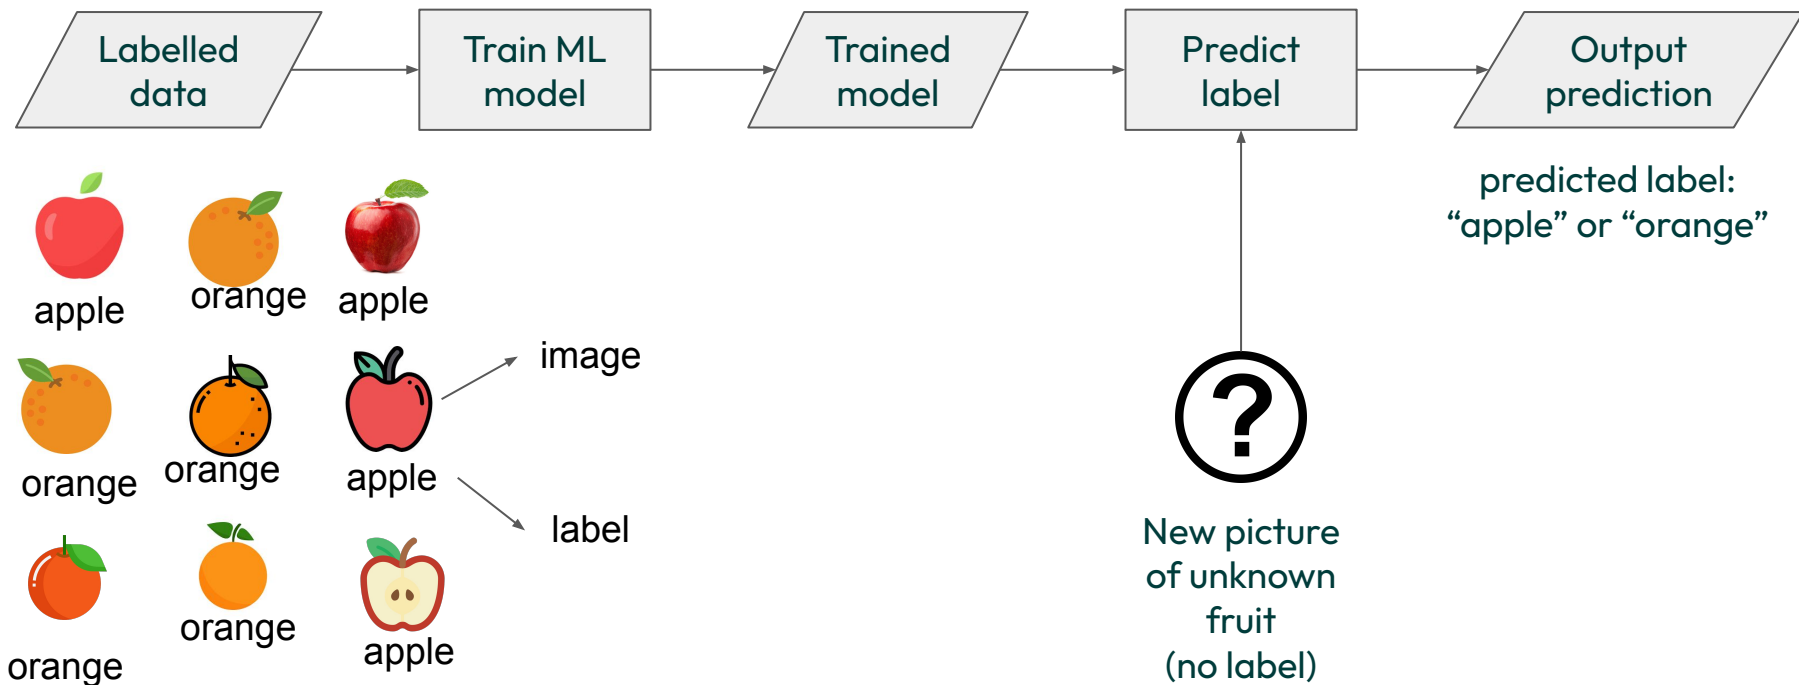 Labelled
data
Train ML
model
Trained
model
Predict
label
Output
prediction
predicted label:
“apple” or “orange”
apple
orange
apple
image
orange
orange
apple
label
orange
orange
apple
?
New picture
of unknown
fruit
(no label)